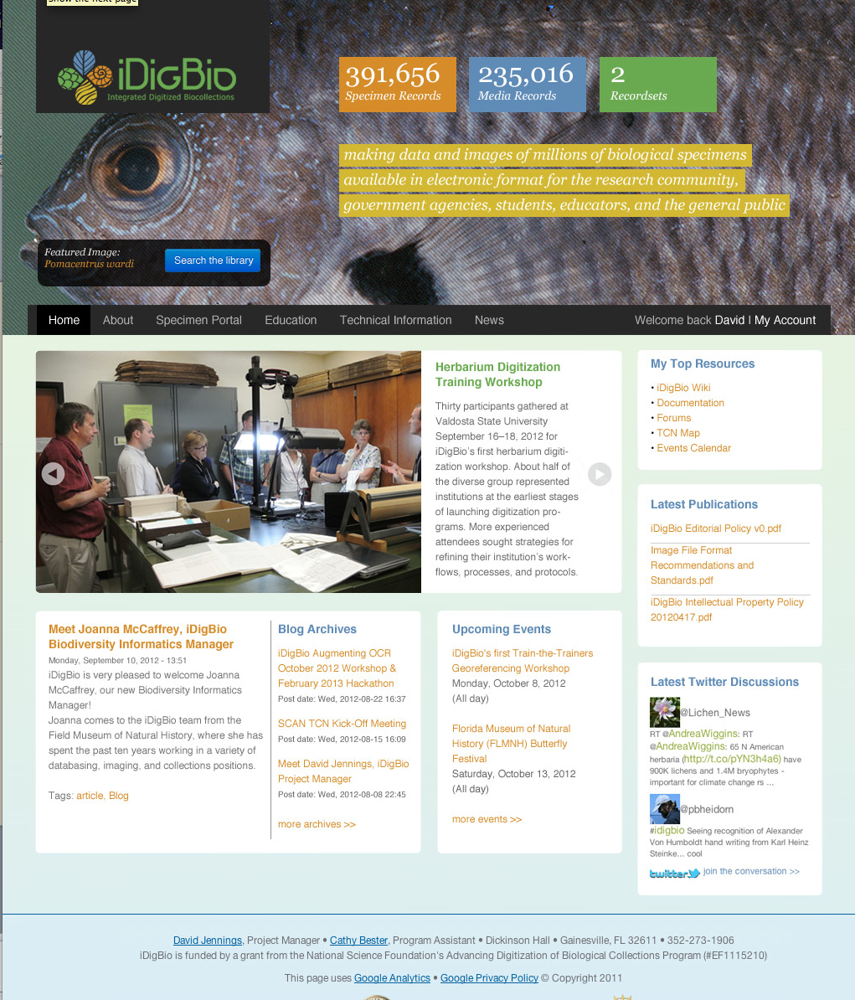 Show the next page
iDigBio
Integrated Digitized Biocollections
391,656
Specimen Records
235,016
Media Records
2
Recordsets
making data and images of millions of biological specimens
available in electronic format for the research community,
government agencies, students, educators, and the general public
Featured Image:
Pomacentrus wardi
Search the library
Home About Specimen Portal Education Technical Information News Welcome back David | My Account
Herbarium Digitization
Training Workshop
Thirty participants gathered at
Valdosta State University
September 16–18, 2012 for
iDigBio's first herbarium digiti-
zation workshop. About half of
the diverse group represented
institutions at the earliest stages
of launching digitization pro-
grams. More experienced
attendees sought strategies for
refining their institution's work-
flows, processes, and protocols.
My Top Resources
• iDigBio Wiki
• Documentation
• Forums
• TCN Map
• Events Calendar
Latest Publications
iDigBio Editorial Policy v0.pdf
Image File Format
Recommendations and
Standards.pdf
iDigBio Intellectual Property Policy
20120417.pdf
Meet Joanna McCaffrey, iDigBio
Biodiversity Informatics Manager
Monday, September 10, 2012 - 13:51
iDigBio is very pleased to welcome Joanna
McCaffrey, our new Biodiversity Informatics
Manager!
Joanna comes to the iDigBio team from the
Field Museum of Natural History, where she has
spent the past ten years working in a variety of
databasing, imaging, and collections positions.
Tags: article, Blog
Blog Archives
iDigBio Augmenting OCR
October 2012 Workshop &
February 2013 Hackathon
Post date: Wed, 2012-08-22 16:37
SCAN TCN Kick-Off Meeting
Post date: Wed, 2012-08-15 16:09
Meet David Jennings, iDigBio
Project Manager
Post date: Wed, 2012-08-08 22:45
more archives >>
Upcoming Events
iDigBio's first Train-the-Trainers
Georeferencing Workshop
Monday, October 8, 2012
(All day)
Florida Museum of Natural
History (FLMNH) Butterfly
Festival
Saturday, October 13, 2012
(All day)
more events >>
Latest Twitter Discussions
@Lichen_News
RT @AndreaWiggins: RT
@AndreaWiggins: 65 N American
herbaria (http://t.co/pYN3h4a6) have
900K lichens and 1.4M bryophytes -
important for climate change rs ...
@pbheidorn
#idigbio Seeing recognition of Alexander
Von Humboldt hand writing from Karl Heinz
Steinke... cool
twitter join the conversation >>
David Jennings, Project Manager • Cathy Bester, Program Assistant • Dickinson Hall • Gainesville, FL 32611 • 352-273-1906
iDigBio is funded by a grant from the National Science Foundation's Advancing Digitization of Biological Collections Program (#EF1115210)
This page uses Google Analytics • Google Privacy Policy © Copyright 2011